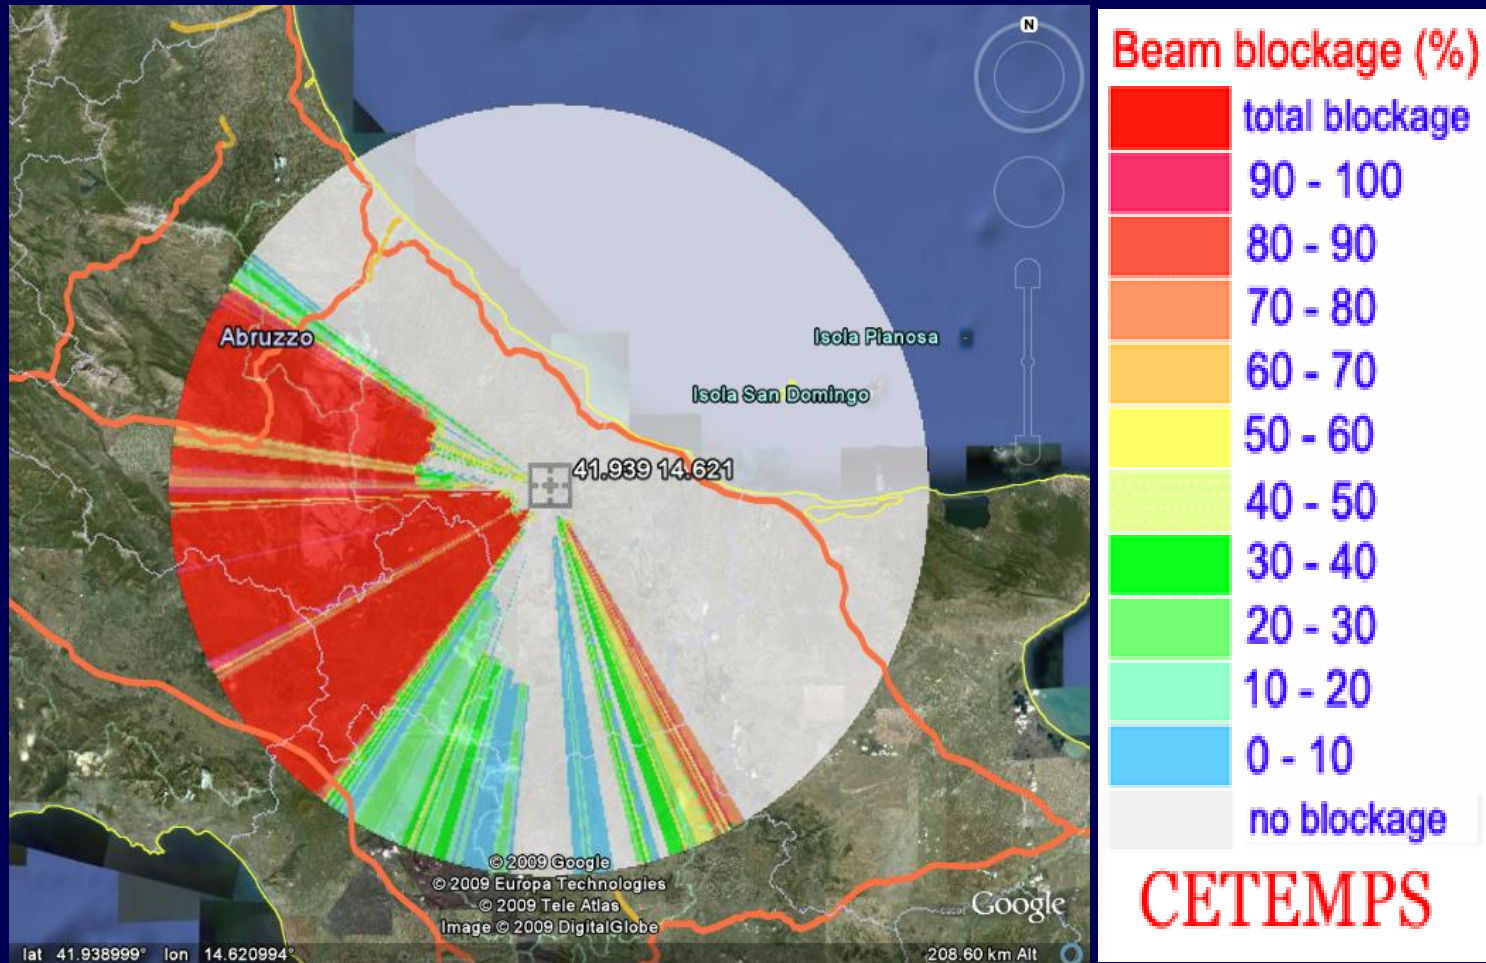 N
Abruzzo
Isola Pianosa
Isola San Domingo
41.939 14.621
© 2009 Google
© 2009 Europa Technologies
© 2009 Tele Atlas
Image © 2009 DigitalGlobe
Google
lat 41.938999° lon 14.620994°
208.60 km Alt
Beam blockage (%)
total blockage
90 - 100
80 - 90
70 - 80
60 - 70
50 - 60
40 - 50
30 - 40
20 - 30
10 - 20
0 - 10
no blockage
CETEMPS